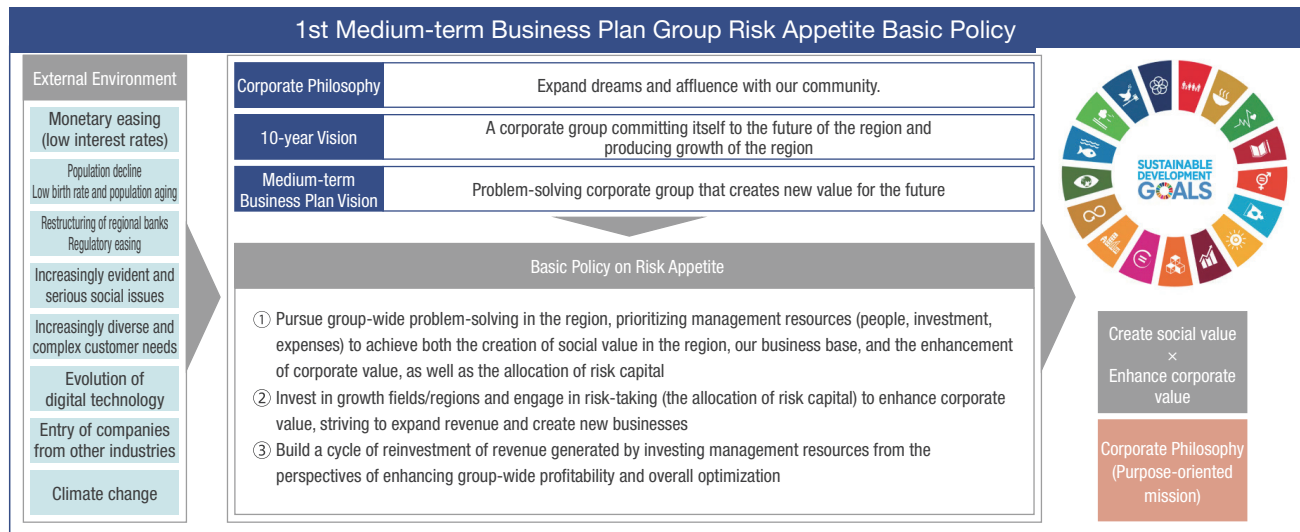 1st Medium-term Business Plan Group Risk Appetite Basic Policy
External Environment
Monetary easing
(low interest rates)
Population decline
Low birth rate and population aging
Restructuring of regional banks
Regulatory easing
Increasingly evident and
serious social issues
Increasingly diverse and
complex customer needs
Evolution of
digital technology
Entry of companies
from other industries
Climate change
Corporate Philosophy
Expand dreams and affluence with our community.
10-year Vision
A corporate group committing itself to the future of the region and
producing growth of the region
Medium-term
Business Plan Vision
Problem-solving corporate group that creates new value for the future
Basic Policy on Risk Appetite
① Pursue group-wide problem-solving in the region, prioritizing management resources (people, investment,
expenses) to achieve both the creation of social value in the region, our business base, and the enhancement
of corporate value, as well as the allocation of risk capital
② Invest in growth fields/regions and engage in risk-taking (the allocation of risk capital) to enhance corporate
value, striving to expand revenue and create new businesses
③ Build a cycle of reinvestment of revenue generated by investing management resources from the
perspectives of enhancing group-wide profitability and overall optimization
SUSTAINABLE
DEVELOPMENT
GOALS
Create social value
×
Enhance corporate
value
Corporate Philosophy
(Purpose-oriented
mission)